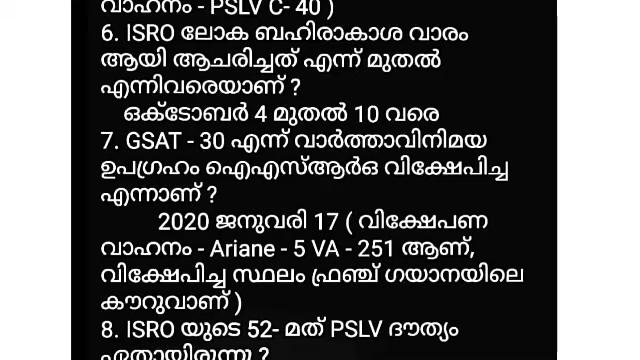 വാഹനം - PSLV C- 40 )
6. ISRO ലോക ബഹിരാകാശ വാരം
ആയി ആചരിച്ചത് എന്ന് മുതൽ
എന്നിവരെയാണ് ?
ഒക്ടോബർ 4 മുതൽ 10 വരെ
7. GSAT - 30 എന്ന് വാർത്താവിനിമയ
ഉപഗ്രഹം ഐഎസ്ആർഒ വിക്ഷേപിച്ച
എന്നാണ് ?
2020 ജനുവരി 17 ( വിക്ഷേപണ
വാഹനം - Ariane - 5 VA - 251 ആണ്,
വിക്ഷേപിച്ച സ്ഥലം ഫ്രഞ്ച് ഗയാനയിലെ
കൗറുവാണ് )
8. ISRO യുടെ 52- മത് PSLV ദൗത്യം
ഏതായിരുന്നു ?